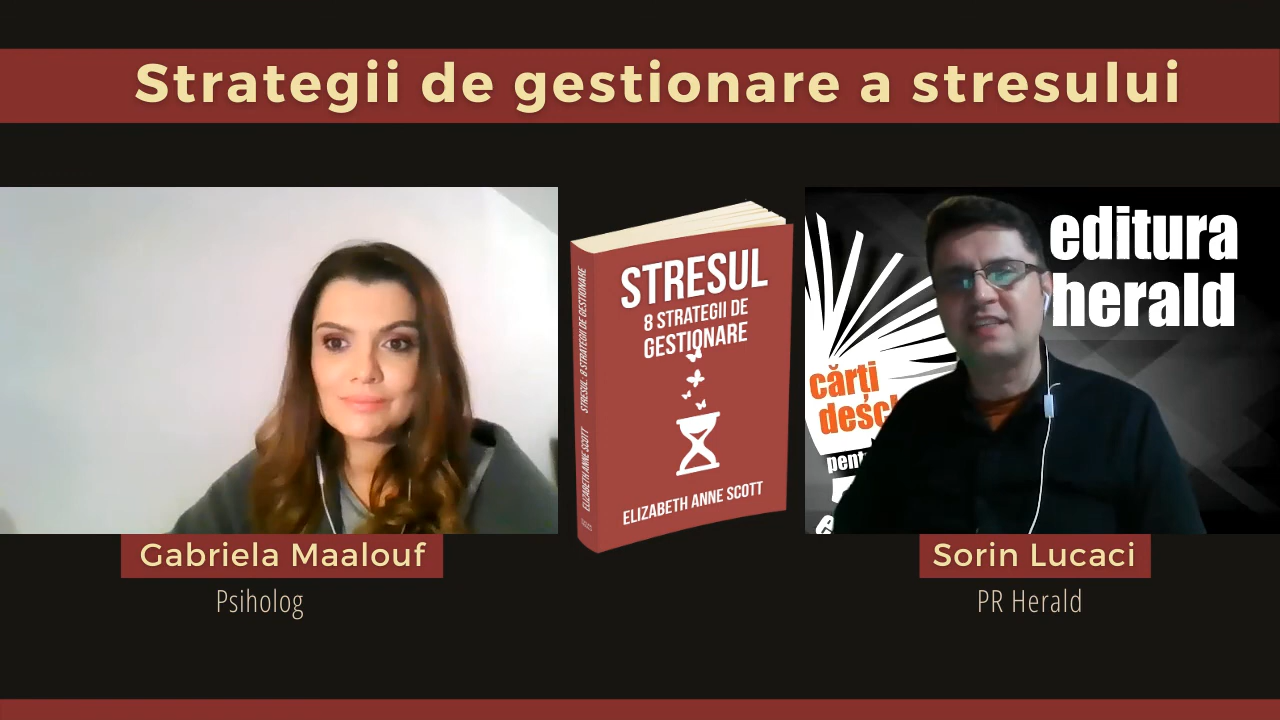 Strategii de gestionare a stresului
STRESUL
8 STRATEGII DE
GESTIONARE
ELIZABETH ANNE SCOTT
STRESUL: 8 STRATEGII DE GESTIONARE
ELIZABETH ANNE SCOTT
editura
herald
cărți
Gabriela Maalouf
Psiholog
Sorin Lucaci
PR Herald